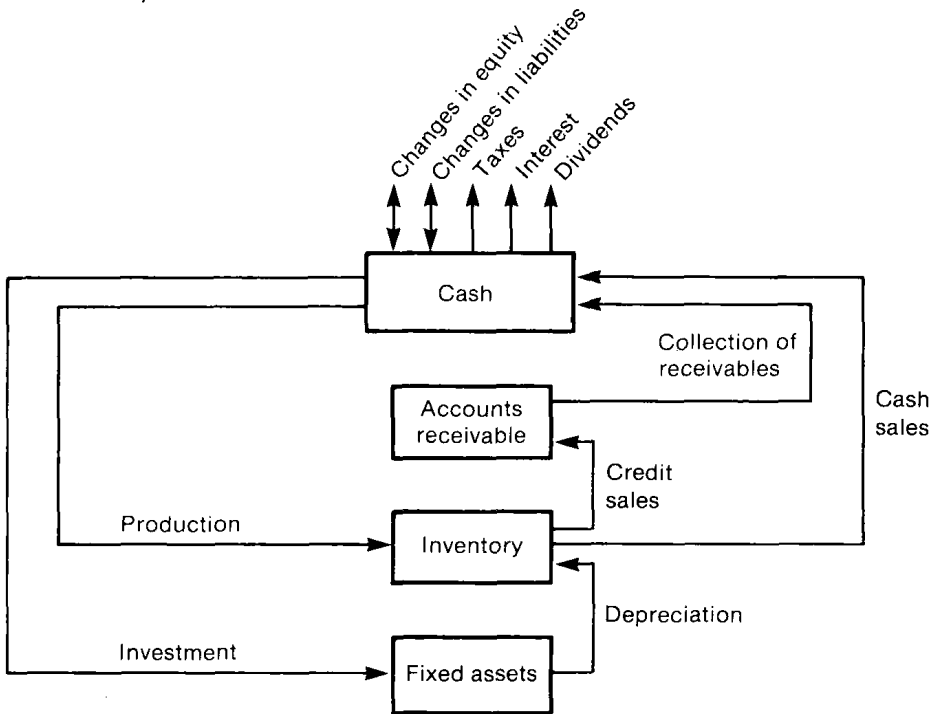 Changes in equity
Changes in liabilities
Taxes
Interest
Dividends
Cash
Collection of
receivables
Accounts
receivable
Cash
sales
Credit
sales
Production
Inventory
Depreciation
Investment
Fixed assets